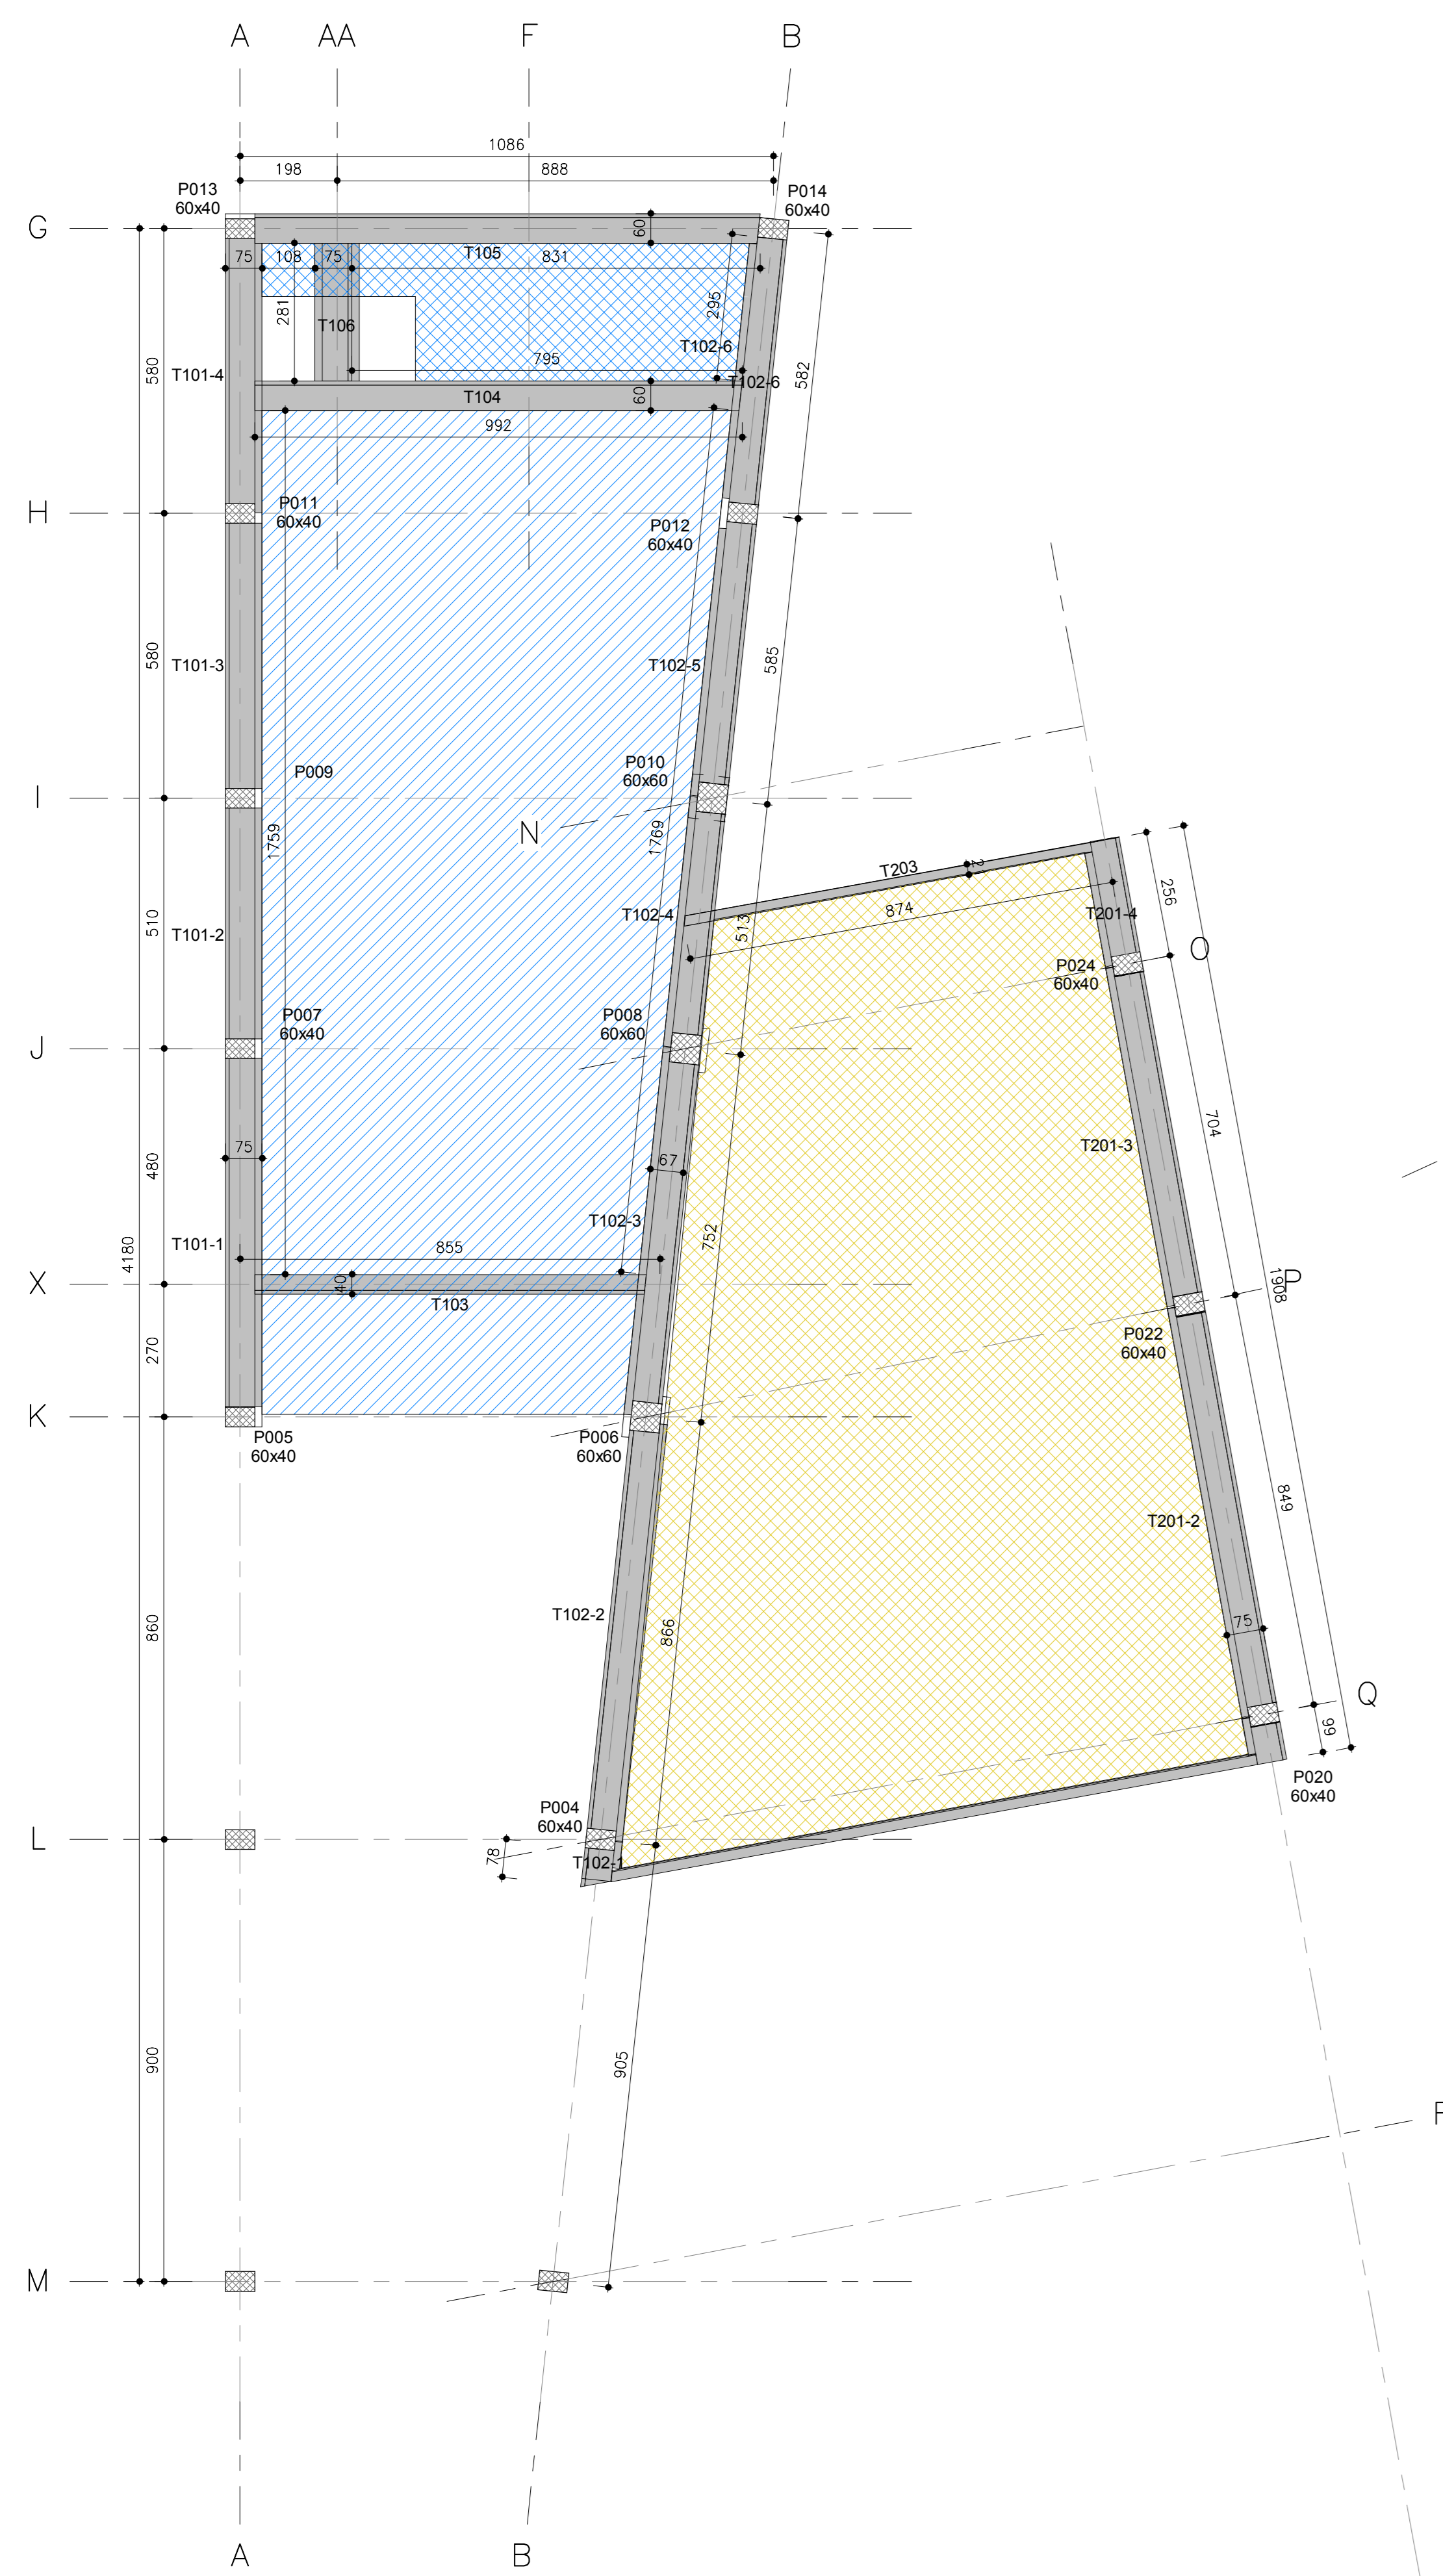 A
AA
F
B
1086
198
888
P013
60x40
P014
60x40
G
60
75
108
75
T105
831
281
295
T106
T102-6
582
580
T101-4
795
T102-6
T104
60
992
H
P011
60x40
P012
60x40
580
T101-3
T102-5
585
P009
P010
60x60
I
N
1759
1769
T203
874
256
T201-4
510
T101-2
T102-4
513
O
P024
60x40
P007
60x40
P008
60x60
J
75
67
480
704
T201-3
T102-3
752
T101-1
855
4180
X
40
T103
P
1908
270
P022
60x40
K
P005
60x40
P006
60x60
849
T201-2
T102-2
866
860
75
Q
99
P020
60x40
P004
60x40
L
78
T102-1
900
905
M
A
B